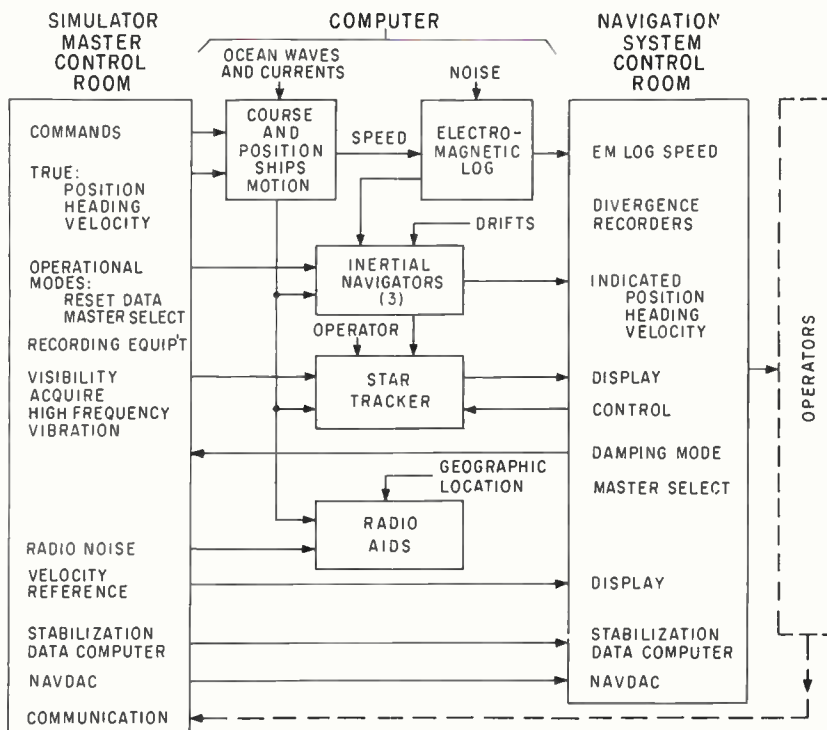 SIMULATOR
MASTER
CONTROL
ROOM
COMPUTER
NAVIGATION
SYSTEM
CONTROL
ROOM
OCEAN WAVES
AND CURRENTS
NOISE
COMMANDS
TRUE:
POSITION
HEADING
VELOCITY
OPERATIONAL
MODES:
RESET DATA
MASTER SELECT
RECORDING EQUIP'T
VISIBILITY
ACQUIRE
HIGH FREQUENCY
VIBRATION
RADIO NOISE
VELOCITY
REFERENCE
STABILIZATION
DATA COMPUTER
NAVDAC
COMMUNICATION
COURSE
AND
POSITION
SHIPS
MOTION
SPEED
ELECTRO-
MAGNETIC
LOG
DRIFTS
INERTIAL
NAVIGATORS
(3)
OPERATOR
STAR
TRACKER
GEOGRAPHIC
LOCATION
RADIO
AIDS
EM LOG SPEED
DIVERGENCE
RECORDERS
INDICATED
POSITION
HEADING
VELOCITY
DISPLAY
CONTROL
DAMPING MODE
MASTER SELECT
DISPLAY
STABILIZATION
DATA COMPUTER
NAVDAC
OPERATORS